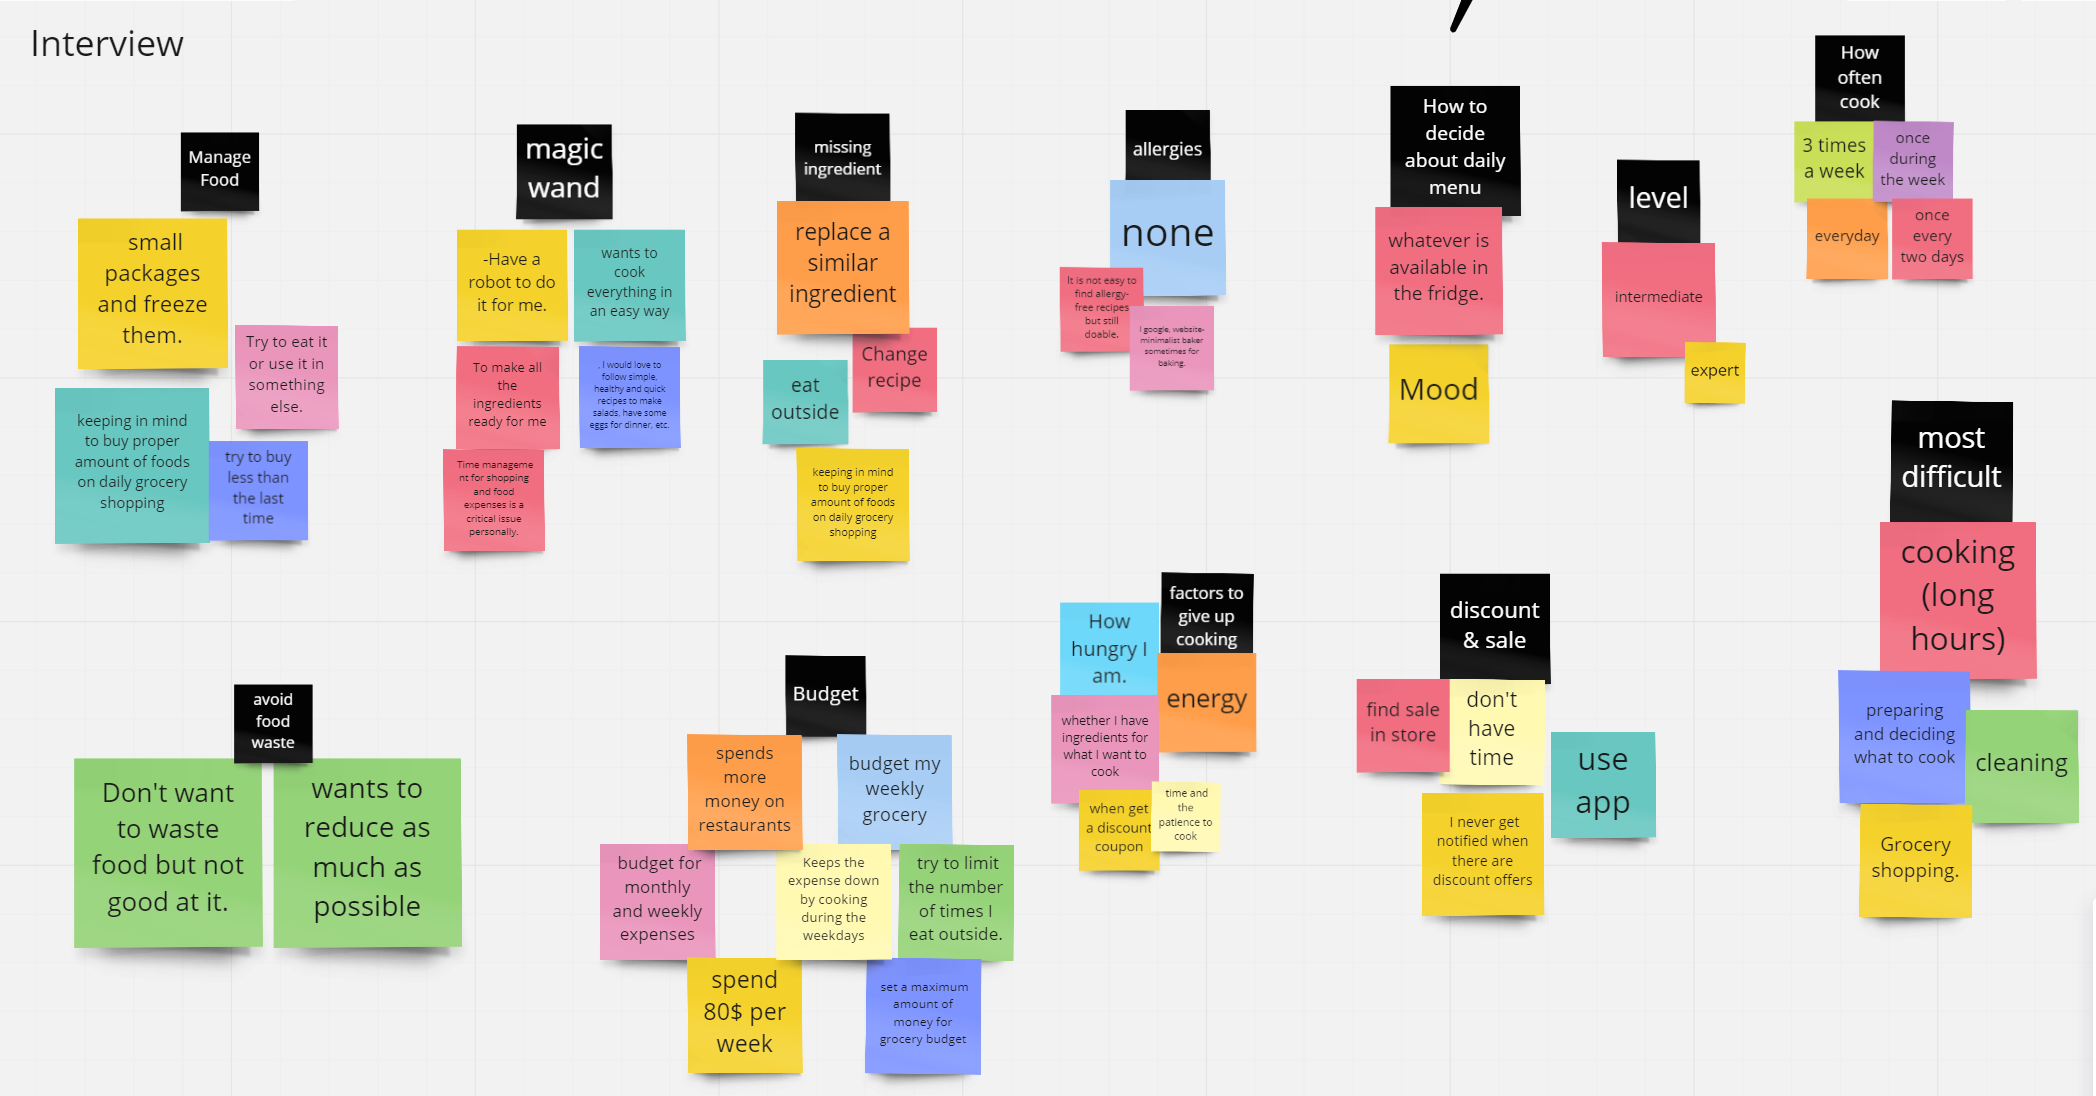 Interview
Manage
Food
small
packages
and freeze
them.
Try to eat it
or use it in
something
else.
keeping in mind
to buy proper
amount of foods
on daily grocery
shopping
try to buy
less than
the last
time
magic
wand
-Have a
robot to do
it for me.
wants to
cook
everything in
an easy way
To make all
the
ingredients
ready for me
. I would love to
follow simple,
healthy and quick
recipes to make
salads, have some
eggs for dinner, etc.
Time manageme
nt for shopping
and food
expenses is a
critical issue
personally.
missing
ingredient
replace a
similar
ingredient
Change
recipe
eat
outside
keeping in mind
to buy proper
amount of foods
on daily grocery
shopping
allergies
none
It is not easy to
find allergy-
free recipes
but still
doable.
I google, website-
minimalist baker
sometimes for
baking.
How to
decide
about daily
menu
whatever is
available in
the fridge.
Mood
level
intermediate
expert
How
often
cook
3 times
a week
once
during
the week
everyday
once
every
two days
most
difficult
cooking
(long
hours)
preparing
and deciding
what to cook
cleaning
Grocery
shopping.
avoid
food
waste
Don't want
to waste
food but not
good at it.
wants to
reduce as
much as
possible
Budget
spends
more
money on
restaurants
budget my
weekly
grocery
budget for
monthly
and weekly
expenses
Keeps the
expense down
by cooking
during the
weekdays
try to limit
the number
of times I
eat outside.
spend
80$ per
week
set a maximum
amount of
money for
grocery budget
factors to
give up
cooking
How
hungry I
am.
energy
whether I have
ingredients for
what I want to
cook
when get
a discount
coupon
time and
the
patience to
cook
discount
& sale
find sale
in store
don't
have
time
use
app
I never get
notified when
there are
discount offers